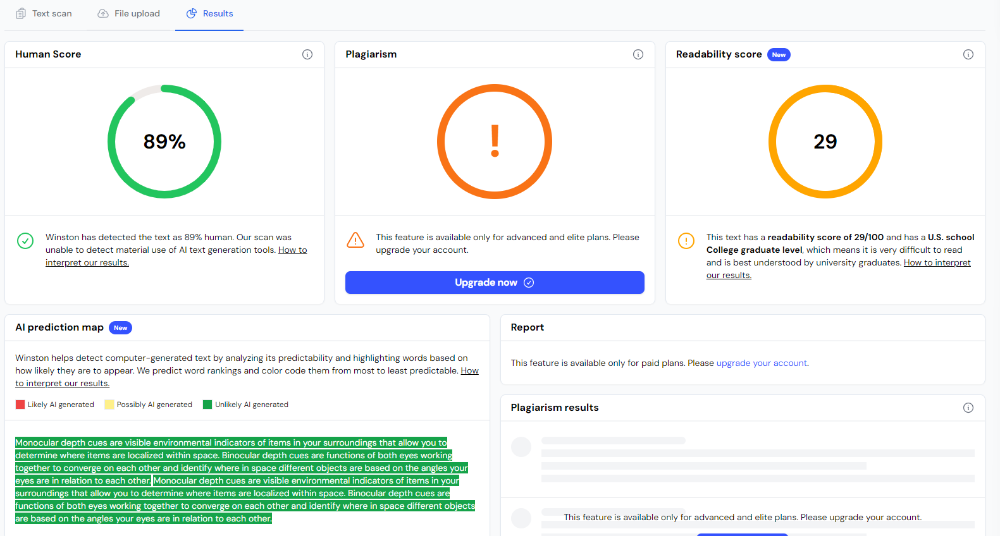 Text scan
File upload
Results
Human Score
89%
Winston has detected the text as 89% human. Our scan was
unable to detect material use of AI text generation tools. How to
interpret our results.
Plagiarism
!
This feature is available only for advanced and elite plans. Please
upgrade your account.
Upgrade now
Readability score New
29
This text has a readability score of 29/100 and has a U.S. school
College graduate level, which means it is very difficult to read
and is best understood by university graduates. How to interpret
our results.
AI prediction map New
Winston helps detect computer-generated text by analyzing its predictability and highlighting words based on
how likely they are to appear. We predict word rankings and color code them from most to least predictable. How
to interpret our results.
Likely AI generated
Possibly AI generated
Unlikely AI generated
Monocular depth cues are visible environmental indicators of items in your surroundings that allow you to
determine where items are localized within space. Binocular depth cues are functions of both eyes working
together to converge on each other and identify where in space different objects are based on the angles your
eyes are in relation to each other. Monocular depth cues are visible environmental indicators of items in your
surroundings that allow you to determine where items are localized within space. Binocular depth cues are
functions of both eyes working together to converge on each other and identify where in space different objects
are based on the angles your eyes are in relation to each other.
Report
This feature is available only for paid plans. Please upgrade your account.
Plagiarism results
This feature is available only for advanced and elite plans. Please upgrade your account.